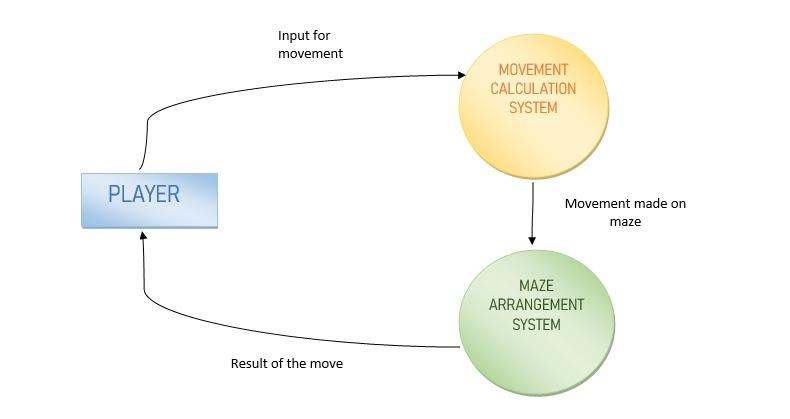 Input for
movement
MOVEMENT
CALCULATION
SYSTEM
PLAYER
Movement made on
maze
MAZE
ARRANGEMENT
SYSTEM
Result of the move